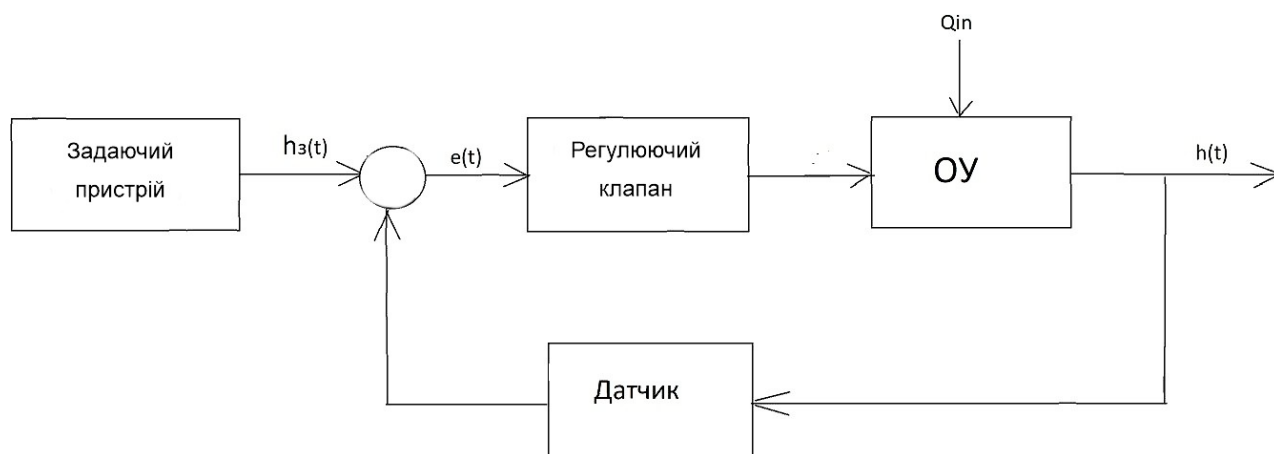 Qin
Задаючий
пристрій
hз(t)
e(t)
Регулюючий
клапан
ОУ
h(t)
Датчик